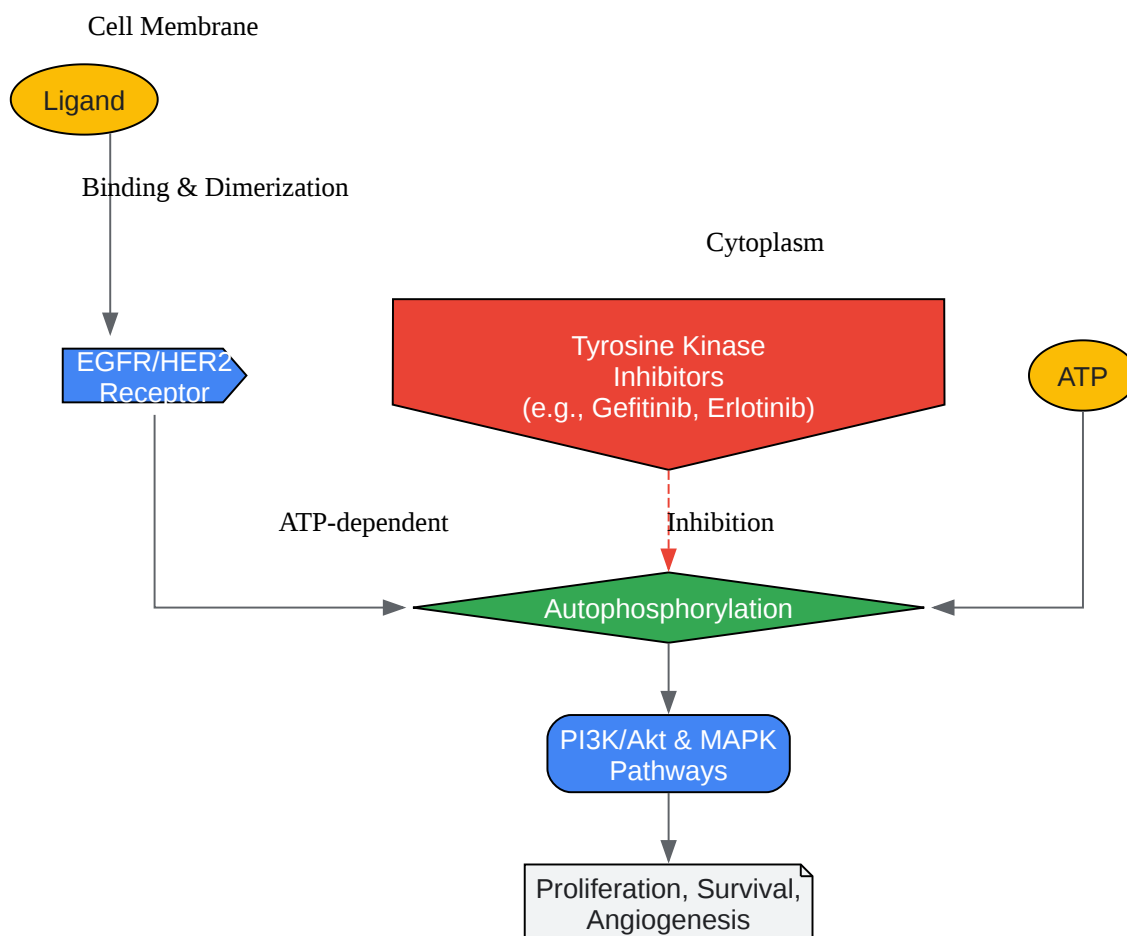 Cell Membrane
Ligand
Binding & Dimerization
Cytoplasm
EGFR/HER2
Receptor
Tyrosine Kinase
Inhibitors
(e.g., Gefitinib, Erlotinib)
ATP
ATP-dependent
Inhibition
Autophosphorylation
PI3K/Akt & MAPK
Pathways
Proliferation, Survival,
Angiogenesis